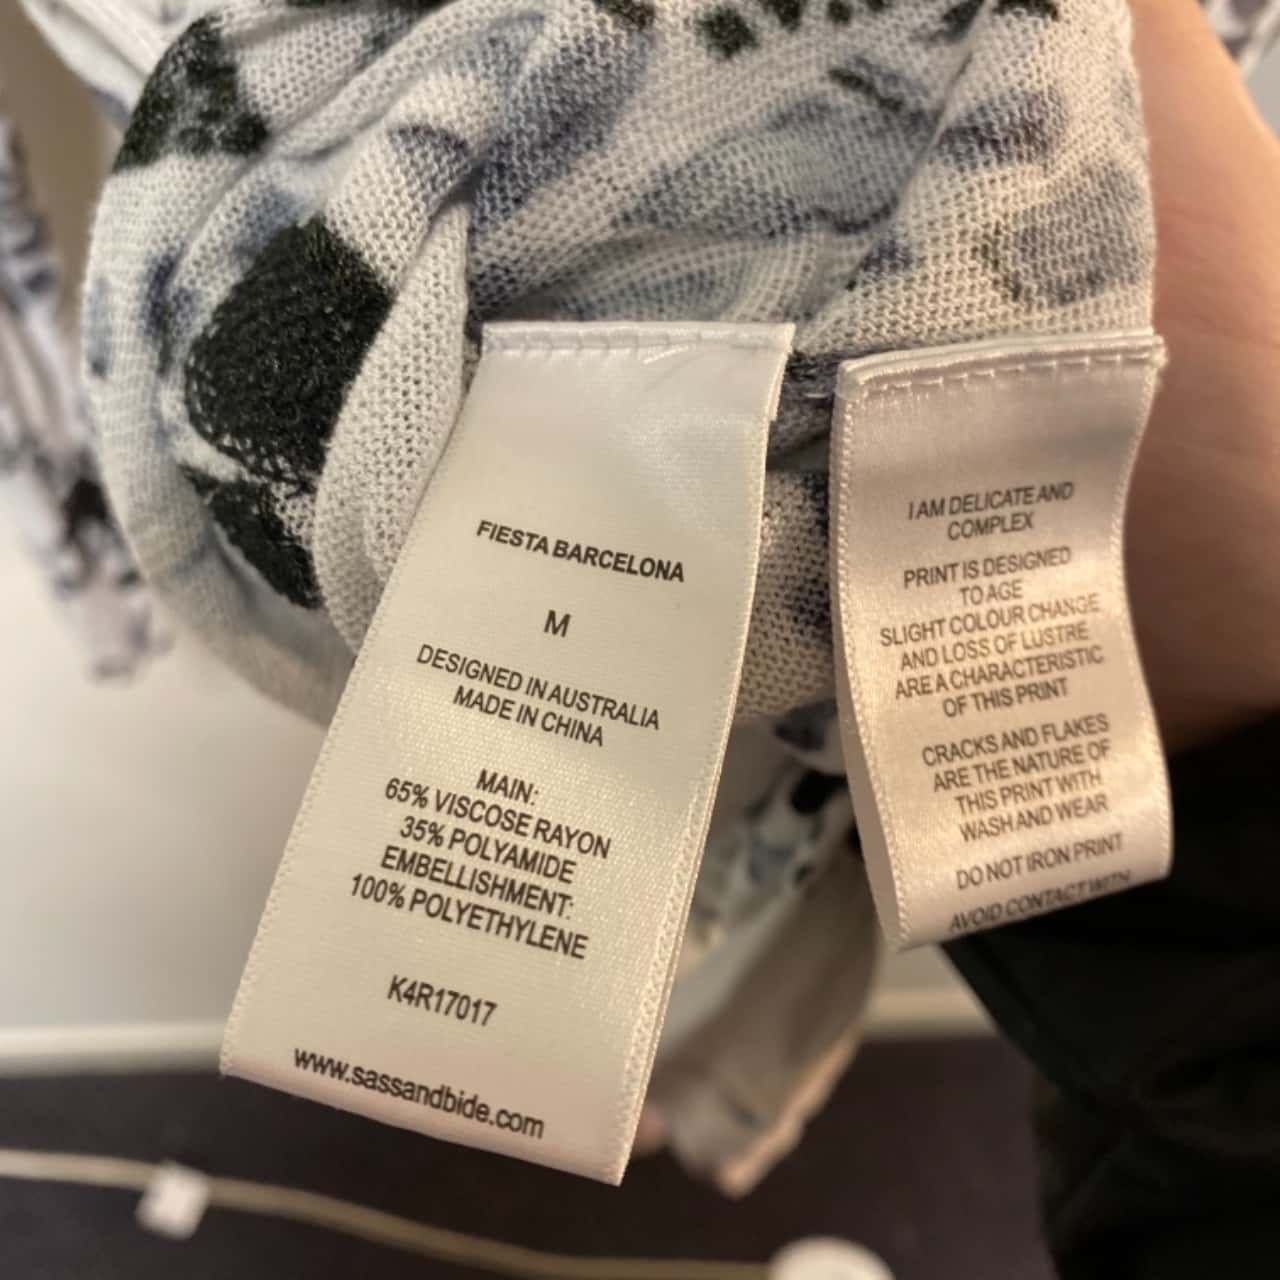 FIESTA BARCELONA
M
DESIGNED IN AUSTRALIA
MADE IN CHINA
MAIN:
65% VISCOSE RAYON
35% POLYAMIDE
EMBELLISHMENT:
100% POLYETHYLENE
K4R17017
www.sassandbide.com
I AM DELICATE AND
COMPLEX
PRINT IS DESIGNED
TO AGE
SLIGHT COLOUR CHANGE
AND LOSS OF LUSTRE
ARE A CHARACTERISTIC
OF THIS PRINT
CRACKS AND FLAKES
ARE THE NATURE OF
THIS PRINT WITH
WASH AND WEAR
DO NOT IRON PRINT
AVOID CONTACT WITH